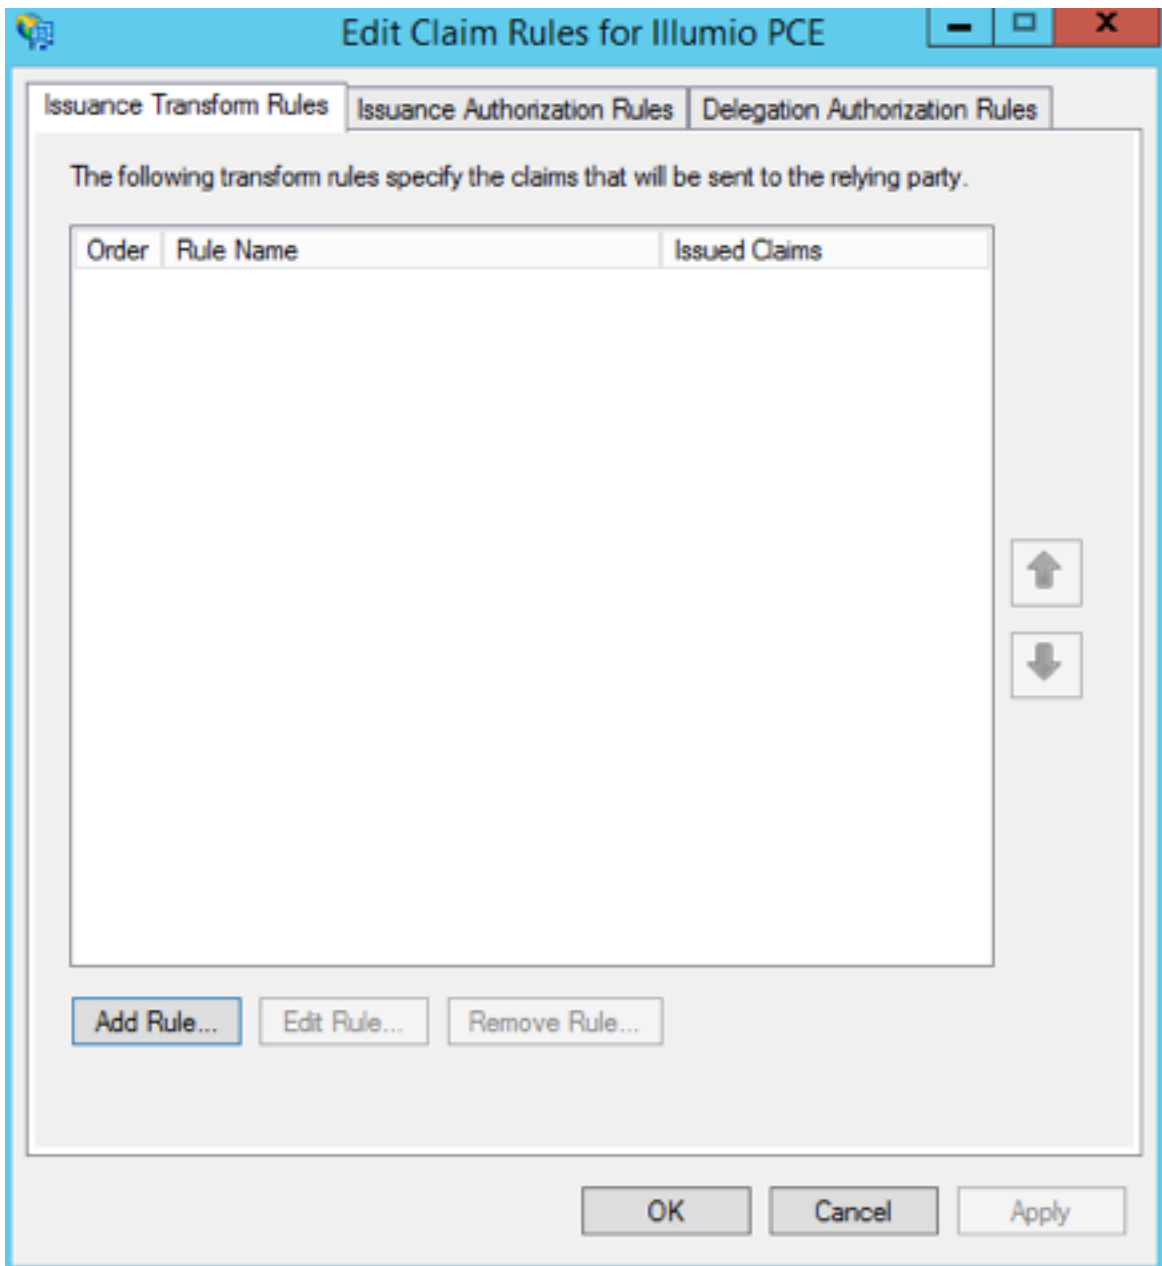 Edit Claim Rules for Illumio PCE
Issuance Transform Rules Issuance Authorization Rules Delegation Authorization Rules
The following transform rules specify the claims that will be sent to the relying party.
Order Rule Name Issued Claims
Add Rule... Edit Rule... Remove Rule...
OK Cancel Apply